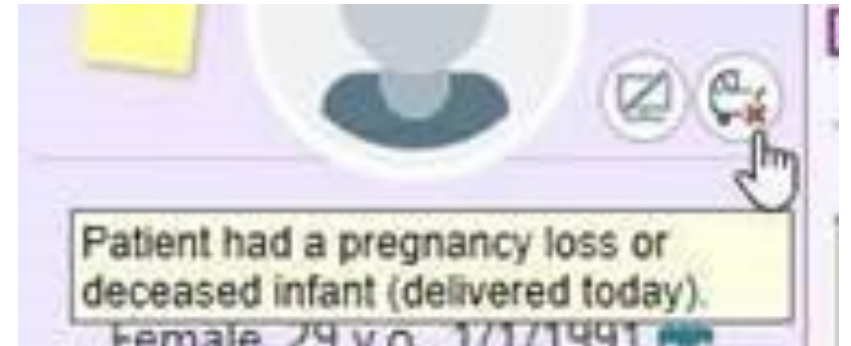 Patient had a pregnancy loss or
deceased infant (delivered today).
Female, 29 y.o., 1/1/1991